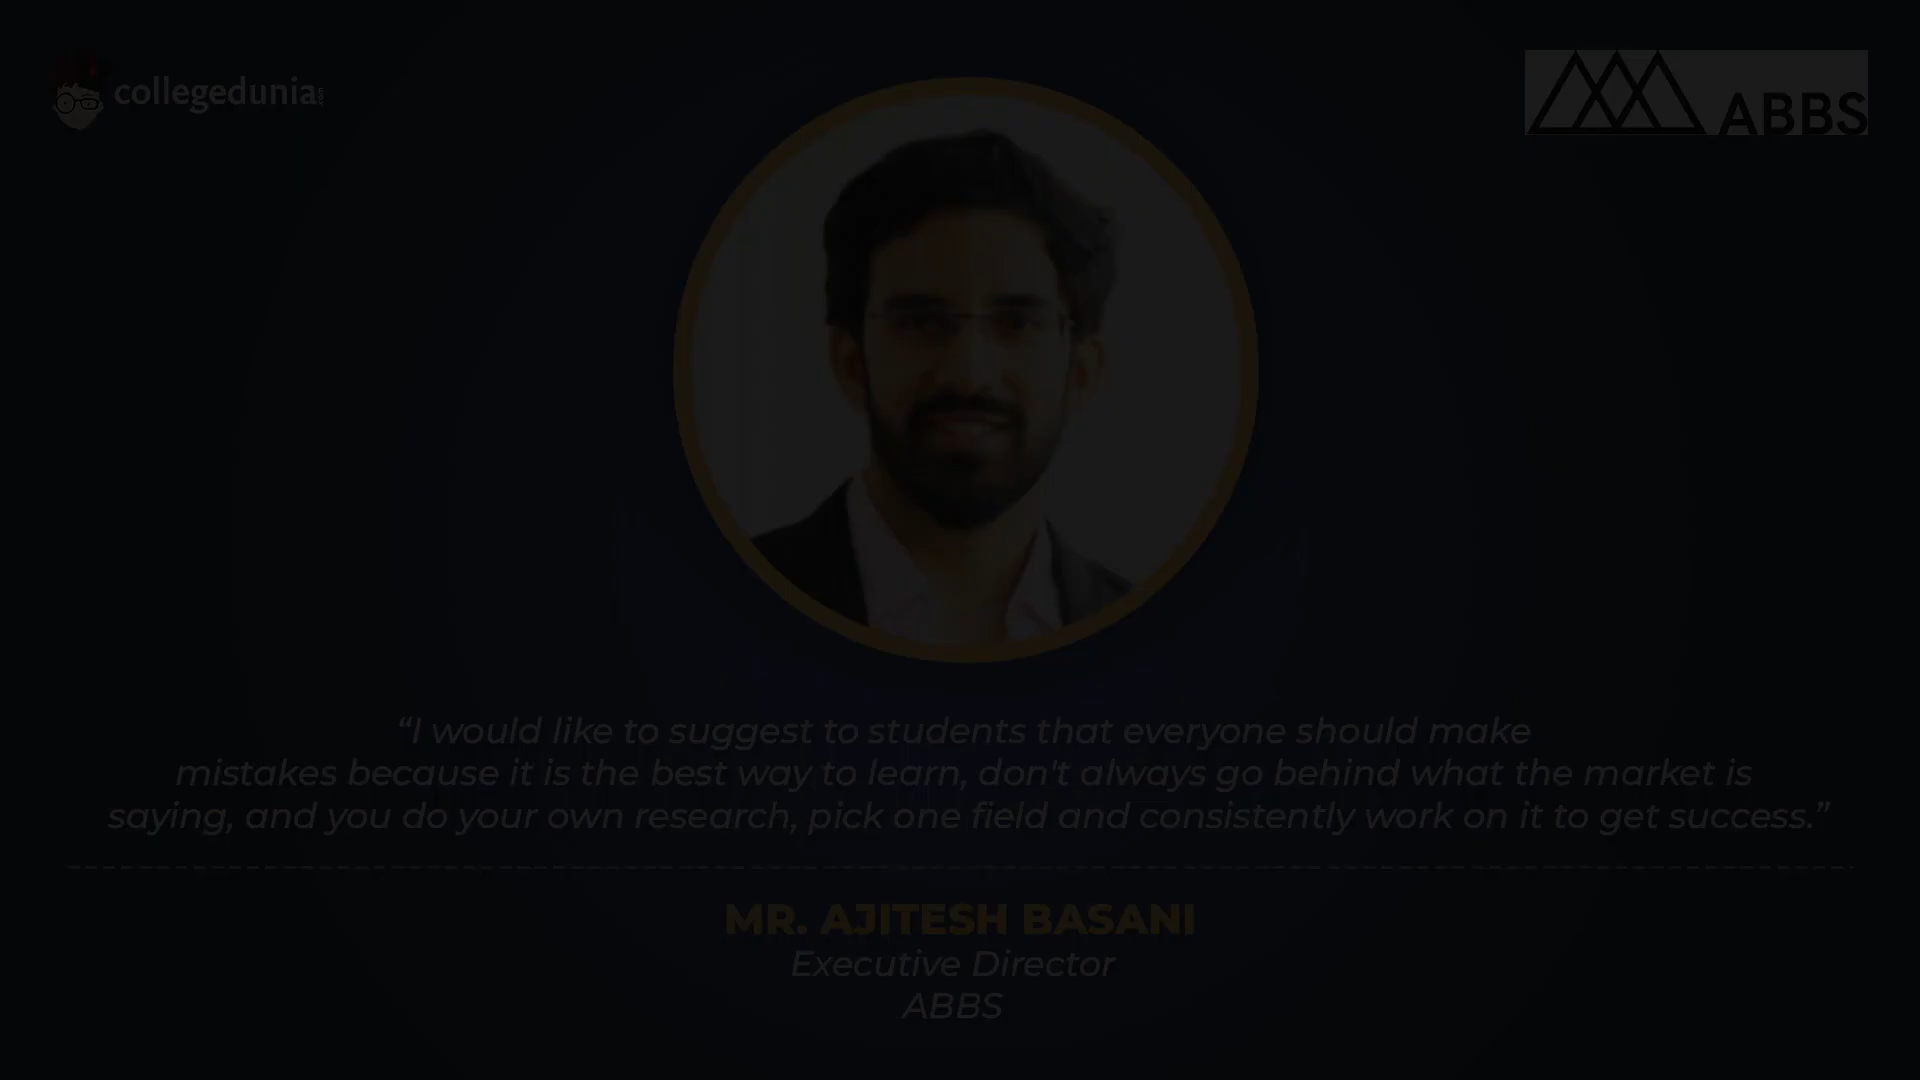 collegedunia
ABBS
“I would like to suggest to students that everyone should make
mistakes because it is the best way to learn, don't always go behind what the market is
saying, and you do your own research, pick one field and consistently work on it to get success.”
MR. AJITESH BASANI
Executive Director
ABBS